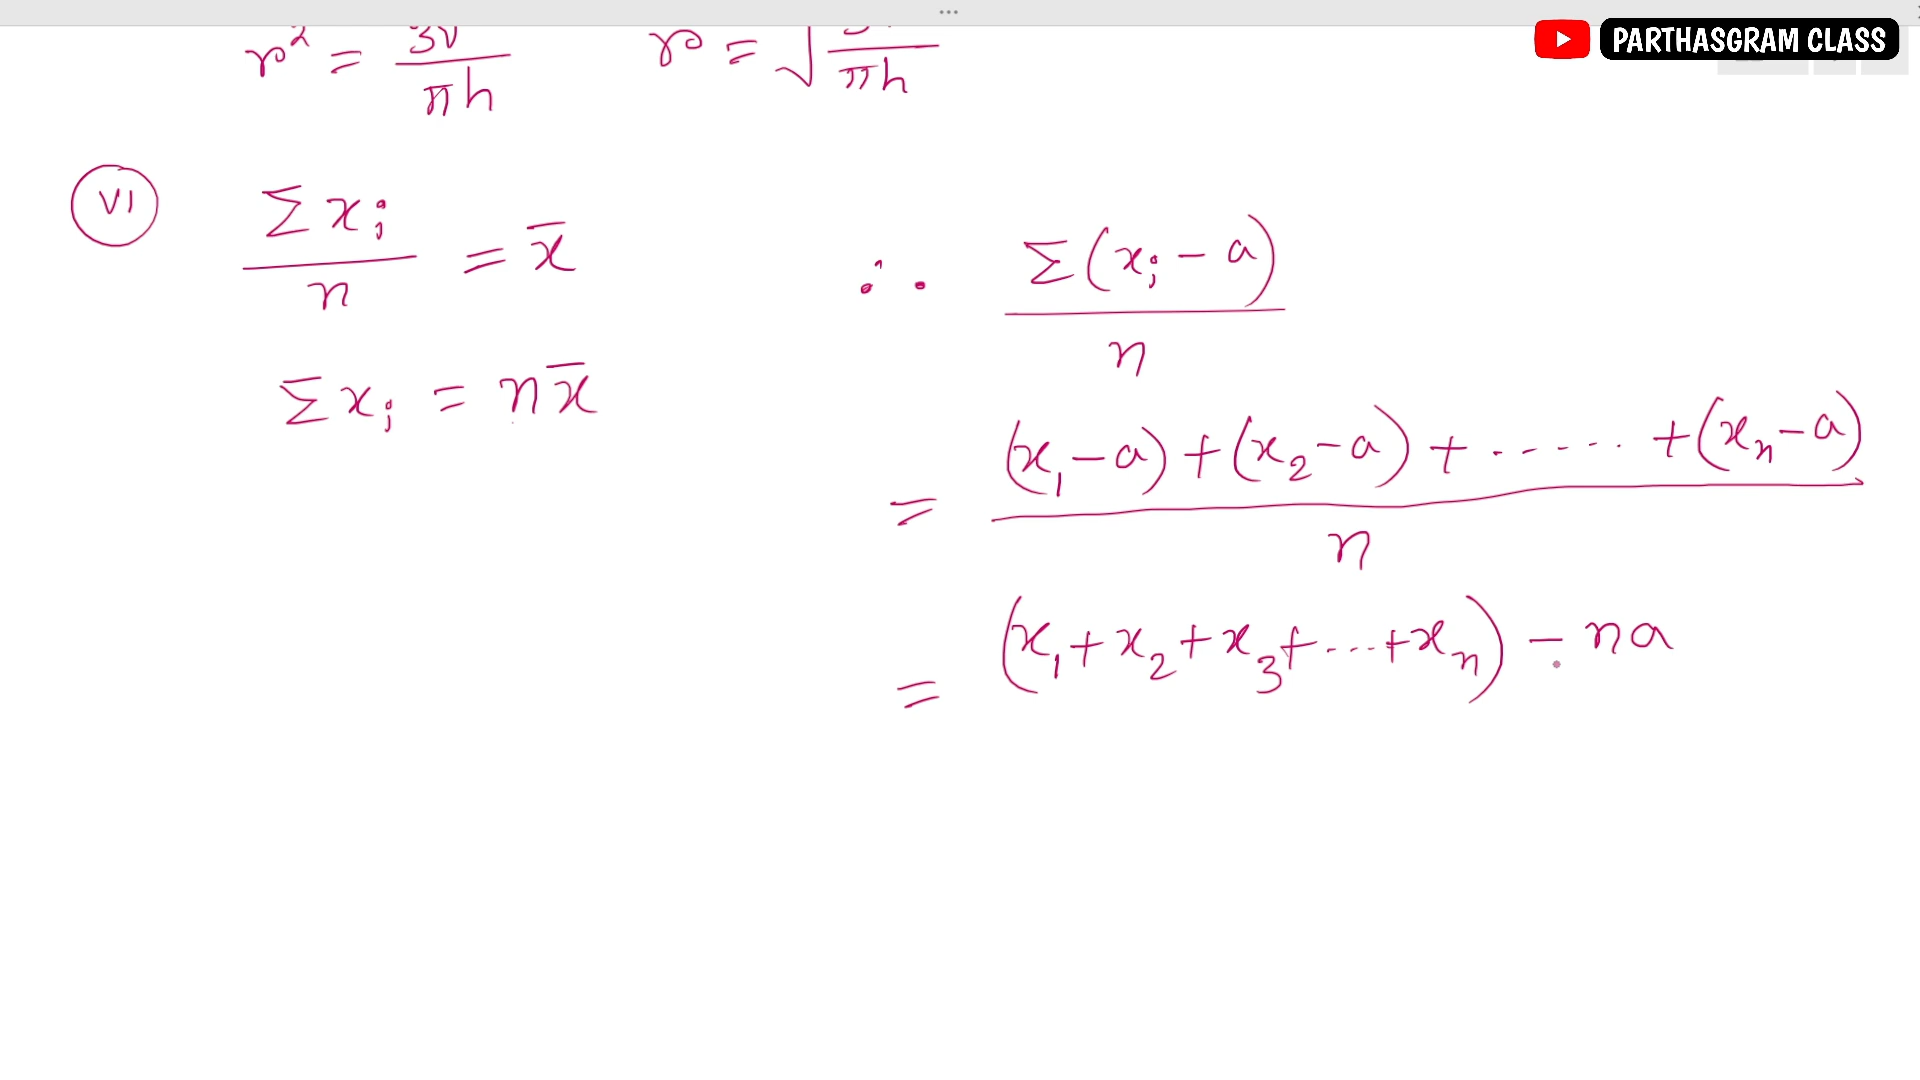 ...
PARTHASGRAM CLASS
r² = 3V/πh r = √/πh
VI
Σxᵢ/n = x̄
Σxᵢ = nx̄
∴ Σ(xᵢ - a)/n
= (x₁ - a) + (x₂ - a) + ...... + (xₙ - a)/n
= (x₁ + x₂ + x₃ + ... + xₙ) - na